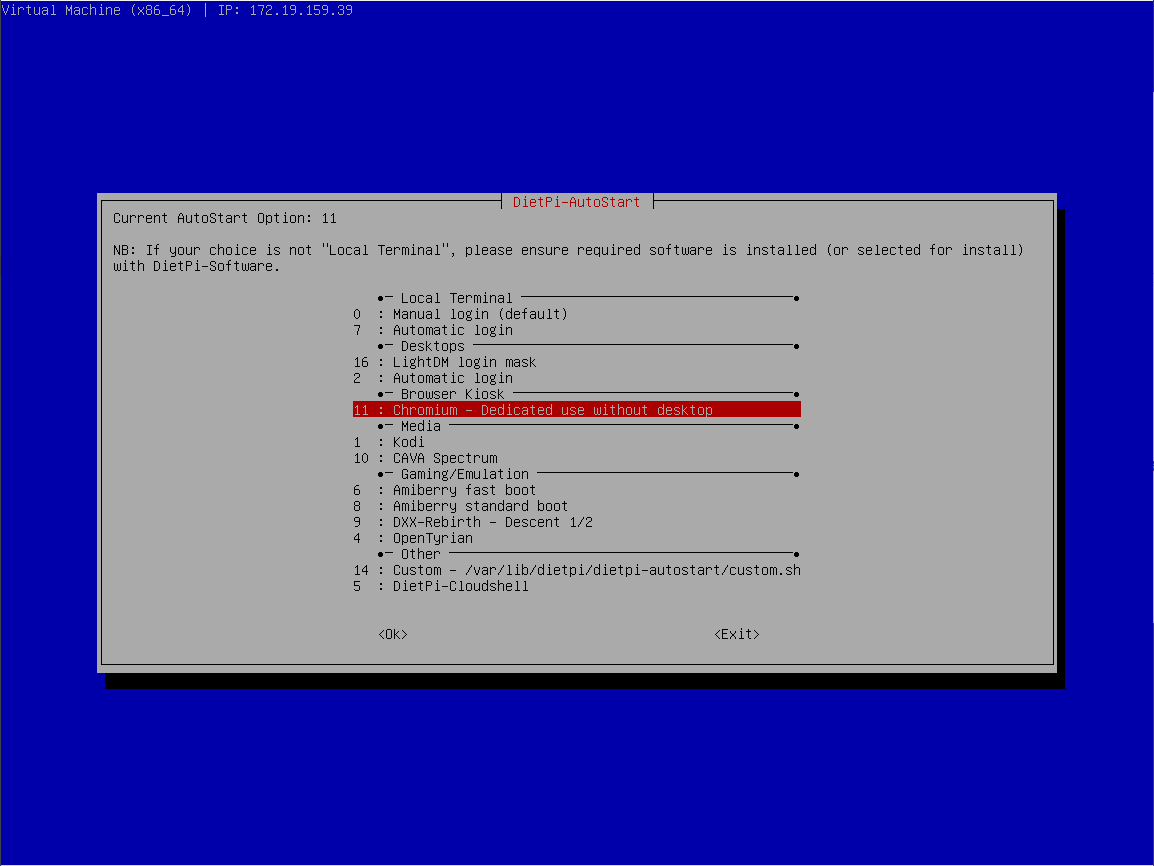 Virtual Machine (x86_64) | IP: 172.19.159.39
DietPi-AutoStart
Current AutoStart Option: 11
NB: If your choice is not "Local Terminal", please ensure required software is installed (or selected for install)
with DietPi-Software.
●─ Local Terminal ─●
0 : Manual login (default)
7 : Automatic login
●─ Desktops ─●
16 : LightDM login mask
2 : Automatic login
●─ Browser Kiosk ─●
11 : Chromium - Dedicated use without desktop
●─ Media ─●
1 : Kodi
10 : CAVA Spectrum
●─ Gaming/Emulation ─●
6 : Amiberry fast boot
8 : Amiberry standard boot
9 : DXX-Rebirth - Descent 1/2
4 : OpenTyrian
●─ Other ─●
14 : Custom - /var/lib/dietpi/dietpi-autostart/custom.sh
5 : DietPi-Cloudshell
<Ok> <Exit>